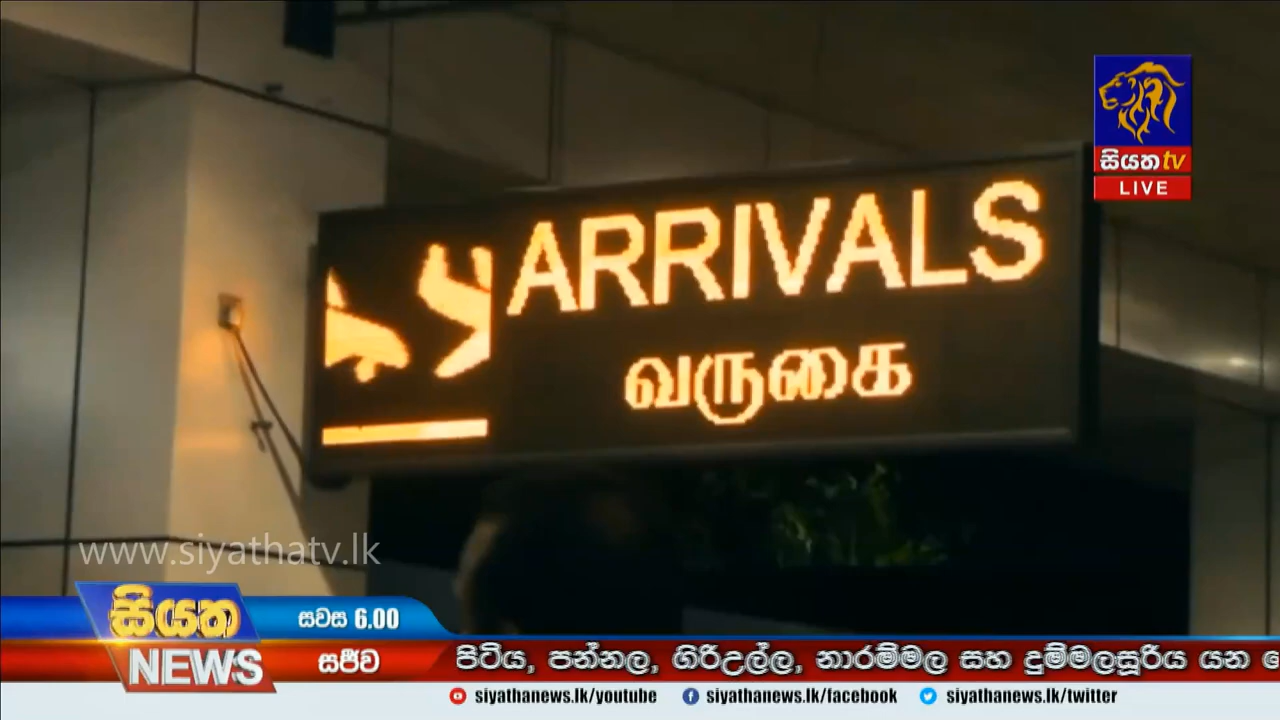 සියත tv
LIVE
ARRIVALS
வருகை
www.siyathatv.lk
සියත
NEWS
සවස 6.00
සජීව
පිටිය, පන්නල, ගිරිඋල්ල, නාරම්මල සහ දුම්මලසූරිය යන
siyathanews.lk/youtube
siyathanews.lk/facebook
siyathanews.lk/twitter